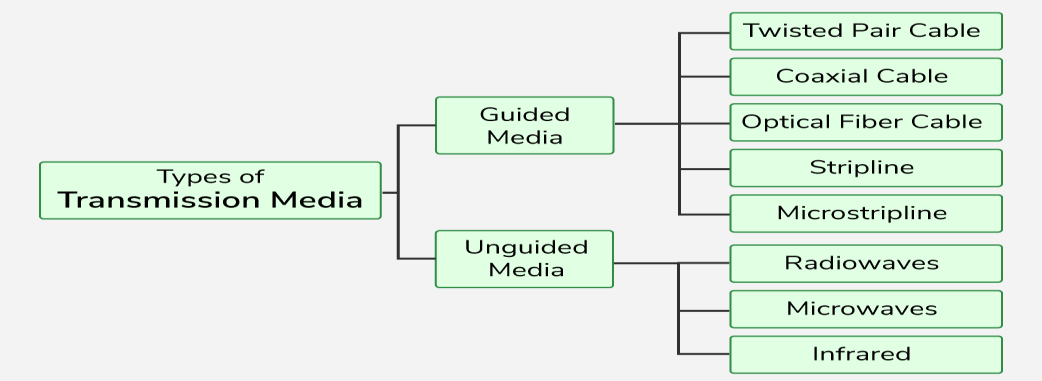 Types of
Transmission Media
Guided
Media
Twisted Pair Cable
Coaxial Cable
Optical Fiber Cable
Stripline
Microstripline
Unguided
Media
Radiowaves
Microwaves
Infrared